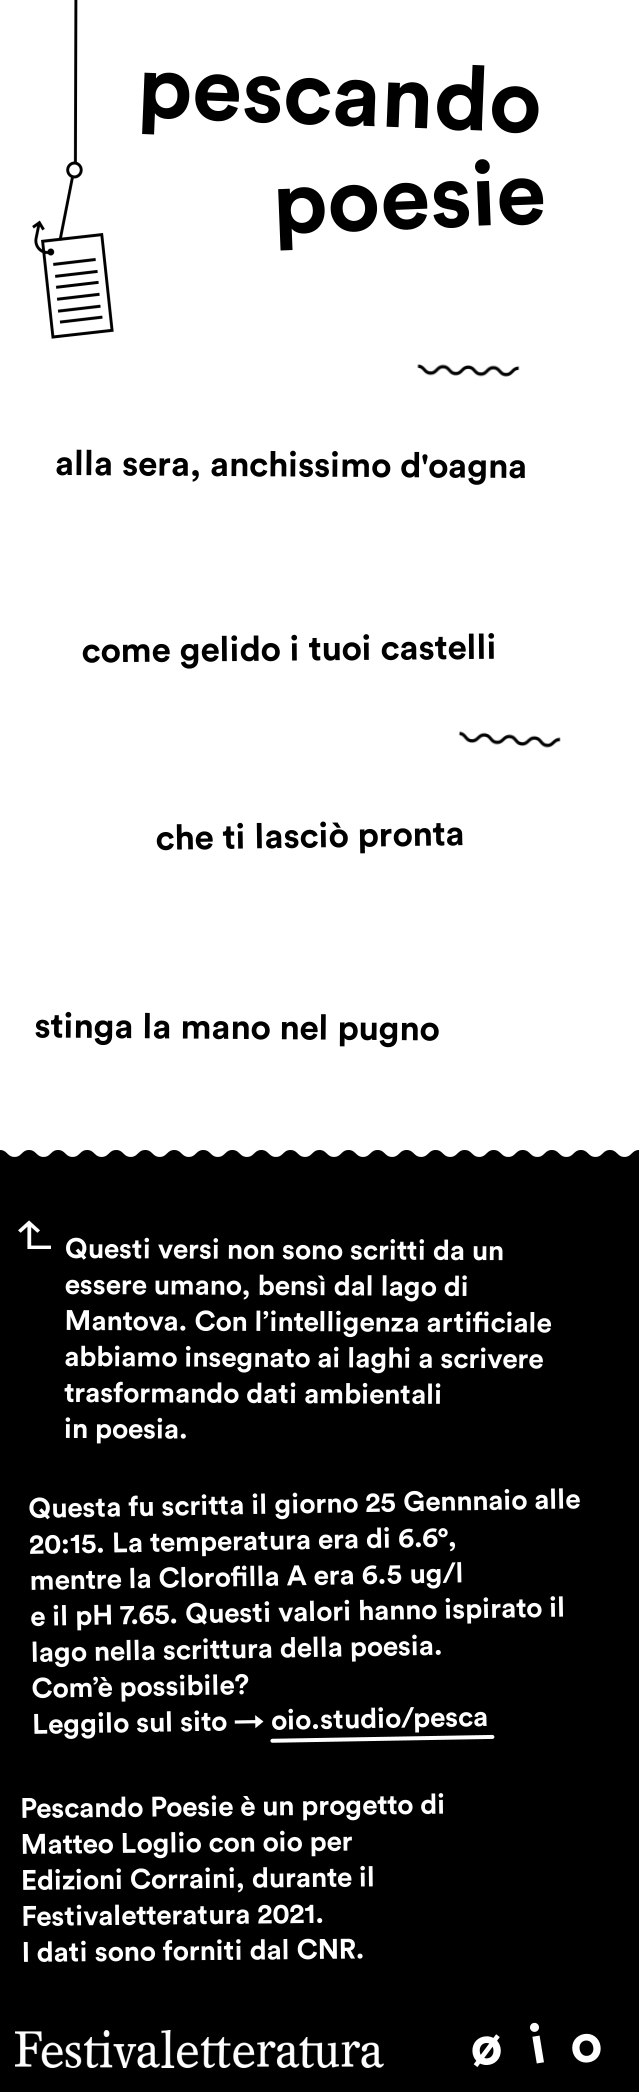 pescando
poesie
alla sera, anchissimo d'oagna
come gelido i tuoi castelli
che ti lasciò pronta
stinga la mano nel pugno
Questi versi non sono scritti da un
essere umano, bensì dal lago di
Mantova. Con l’intelligenza artificiale
abbiamo insegnato ai laghi a scrivere
trasformando dati ambientali
in poesia.
Questa fu scritta il giorno 25 Gennnaio alle
20:15. La temperatura era di 6.6°,
mentre la Clorofilla A era 6.5 ug/l
e il pH 7.65. Questi valori hanno ispirato il
lago nella scrittura della poesia.
Com’è possibile?
Leggilo sul sito → oio.studio/pesca
Pescando Poesie è un progetto di
Matteo Loglio con oio per
Edizioni Corraini, durante il
Festivaletteratura 2021.
I dati sono forniti dal CNR.
Festivaletteratura ø i o